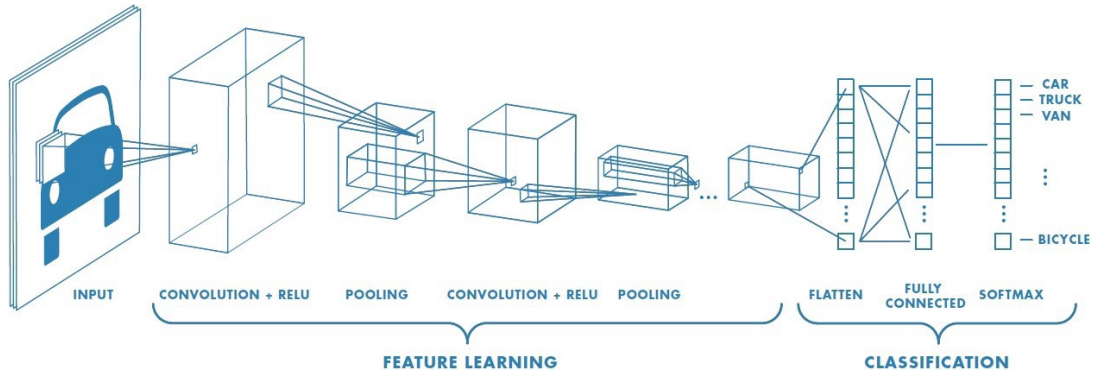 CAR
TRUCK
VAN
BICYCLE
INPUT
CONVOLUTION + RELU
POOLING
CONVOLUTION + RELU
POOLING
FLATTEN
FULLY
CONNECTED
SOFTMAX
FEATURE LEARNING
CLASSIFICATION